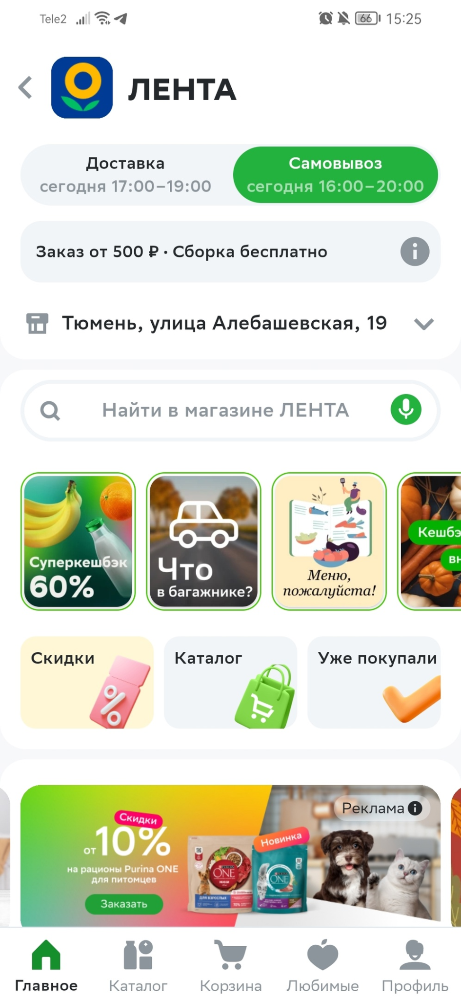 Tele2 66 15:25
ЛЕНТА
Доставка
сегодня 17:00–19:00
Самовывоз
сегодня 16:00–20:00
Заказ от 500 ₽ · Сборка бесплатно
Тюмень, улица Алебашевская, 19
Найти в магазине ЛЕНТА
Суперкешбэк
60%
Что
в багажнике?
Меню,
пожалуйста!
Кешбэ
вн
Скидки
Каталог
Уже покупали
Реклама
Скидки
от 10%
на рационы Purina ONE
для питомцев
Заказать
Новинка
PURINA
ONE
МИНИ
ДЛЯ ВЗРОСЛЫХ
PURINA
ONE
Главное
Каталог
Корзина
Любимые
Профиль